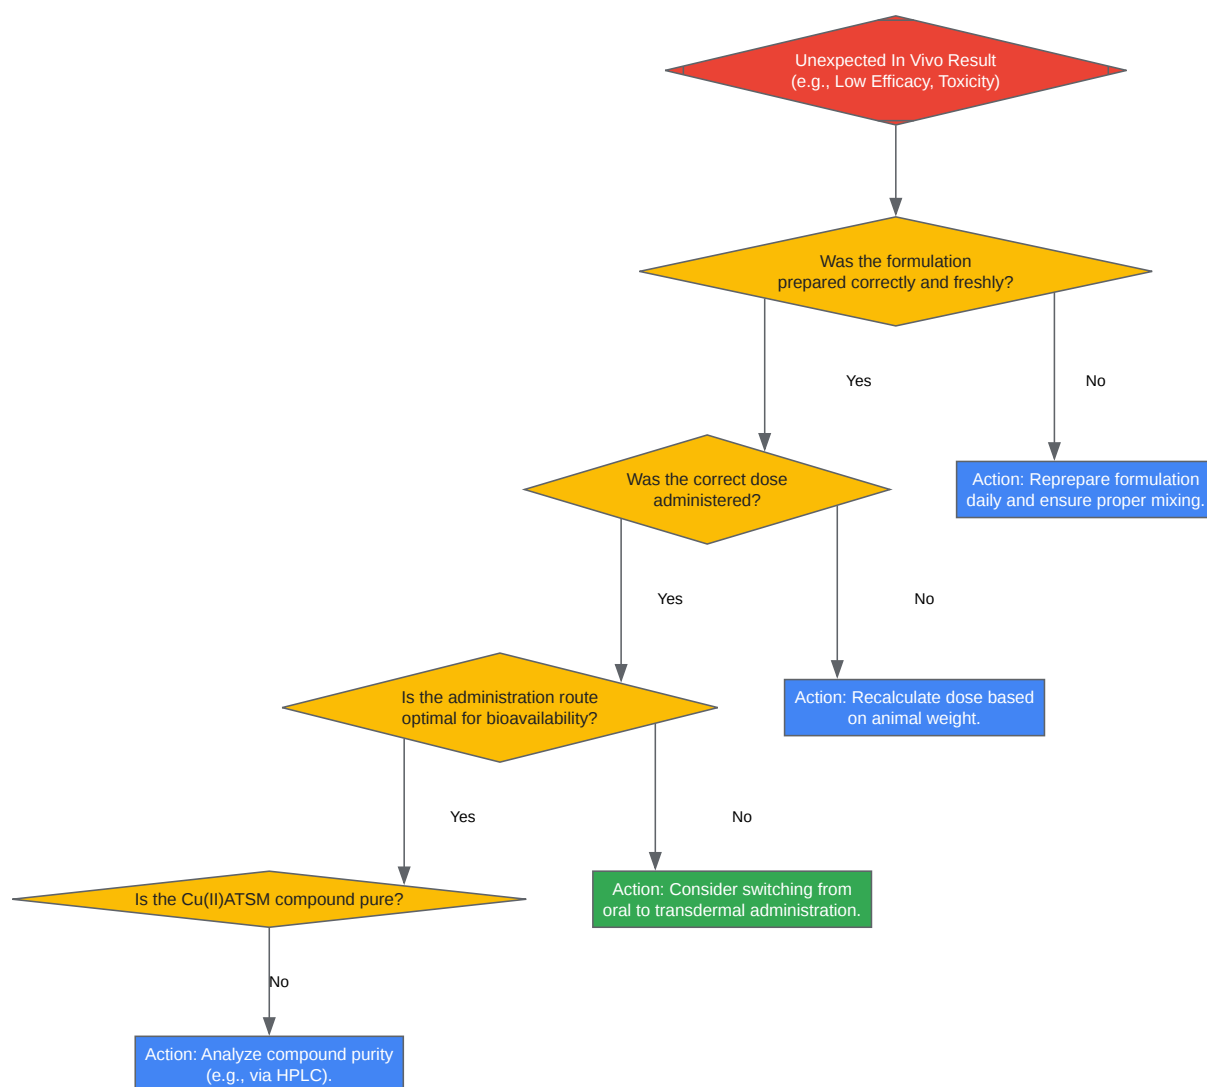 Unexpected In Vivo Result
(e.g., Low Efficacy, Toxicity)
Was the formulation
prepared correctly and freshly?
Yes
No
Was the correct dose
administered?
Action: Reprepare formulation
daily and ensure proper mixing.
Yes
No
Is the administration route
optimal for bioavailability?
Action: Recalculate dose based
on animal weight.
Yes
No
Is the Cu(II)ATSM compound pure?
Action: Consider switching from
oral to transdermal administration.
No
Action: Analyze compound purity
(e.g., via HPLC).